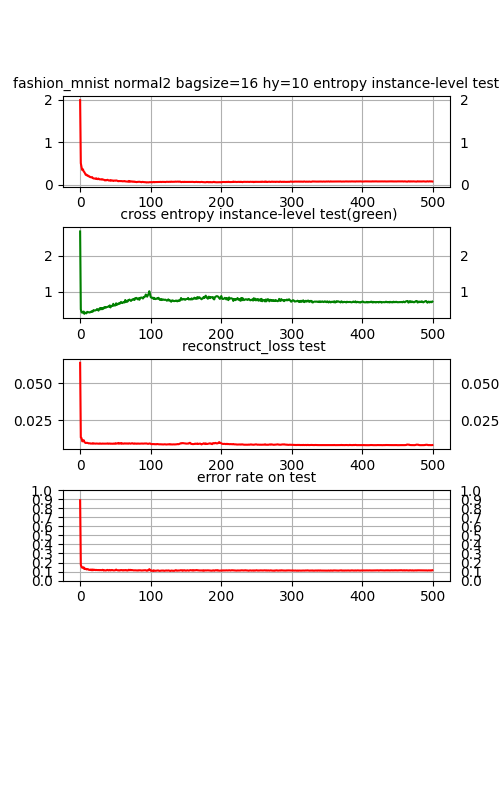 fashion_mnist normal2 bagsize=16 hy=10 entropy instance-level test
2 2
1 1
0 0
0 100 200 300 400 500
cross entropy instance-level test(green)
2 2
1 1
0 100 200 300 400 500
reconstruct_loss test
0.050 0.050
0.025 0.025
0 100 200 300 400 500
error rate on test
1.0 1.0
0.9 0.9
0.8 0.8
0.7 0.7
0.6 0.6
0.5 0.5
0.4 0.4
0.3 0.3
0.2 0.2
0.1 0.1
0.0 0.0
0 100 200 300 400 500